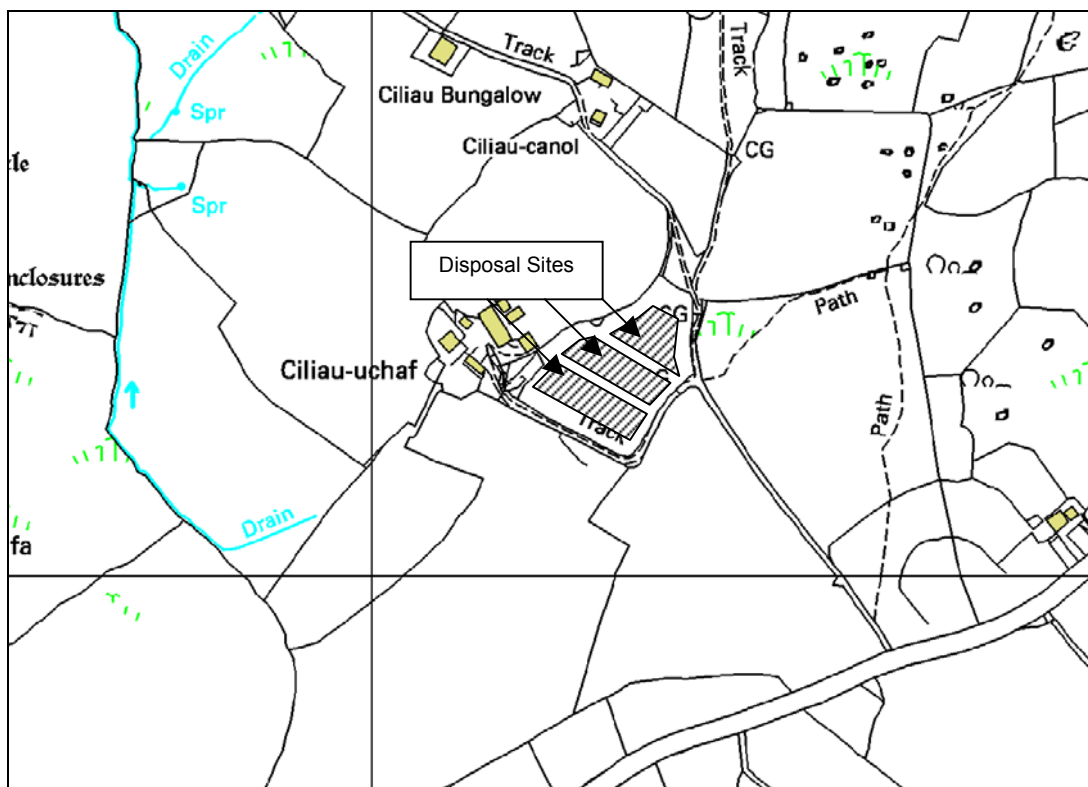 Drain
Track
Track
Ciliau Bungalow
Spr
Ciliau-canol
CG
cle
Spr
Disposal Sites
nclosures
Path
CG
Ciliau-uchaf
Path
Track
Drain
fa